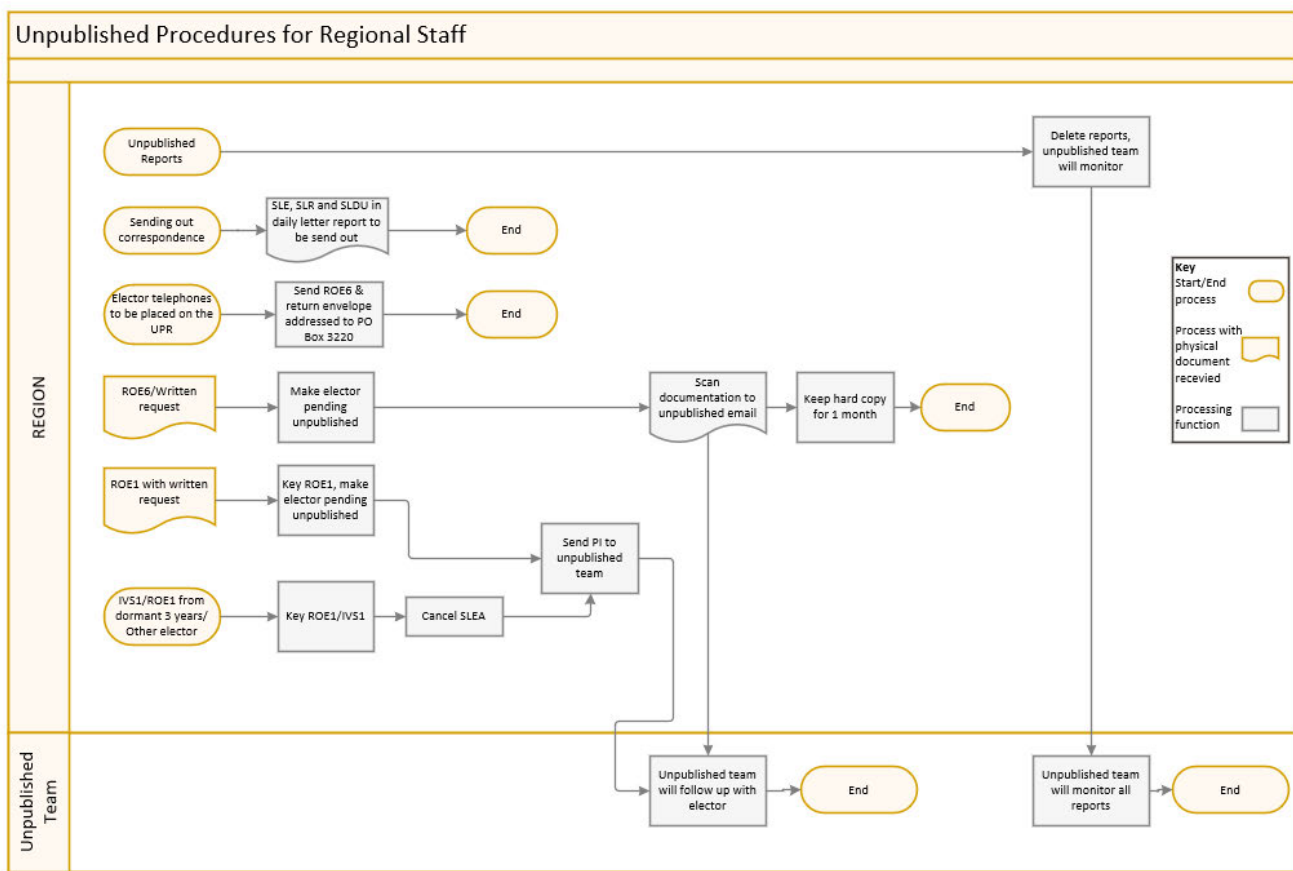 Unpublished Procedures for Regional Staff
REGION
Unpublished
Reports
Delete reports,
unpublished team
will monitor
Sending out
correspondence
SLE, SLR and SLDU in
daily letter report to
be send out
End
Elector telephones
to be placed on the
UPR
Send ROE6 &
return envelope
addressed to PO
Box 3220
End
Key
Start/End
process
Process with
physical
document
recevied
Processing
function
ROE6/Written
request
Make elector
pending
unpublished
Scan
documentation to
unpublished email
Keep hard copy
for 1 month
End
ROE1 with written
request
Key ROE1, make
elector pending
unpublished
Send PI to
unpublished
team
IVS1/ROE1 from
dormant 3 years/
Other elector
Key ROE1/IVS1
Cancel SLEA
Unpublished
Team
Unpublished team
will follow up with
elector
End
Unpublished team
will monitor all
reports
End